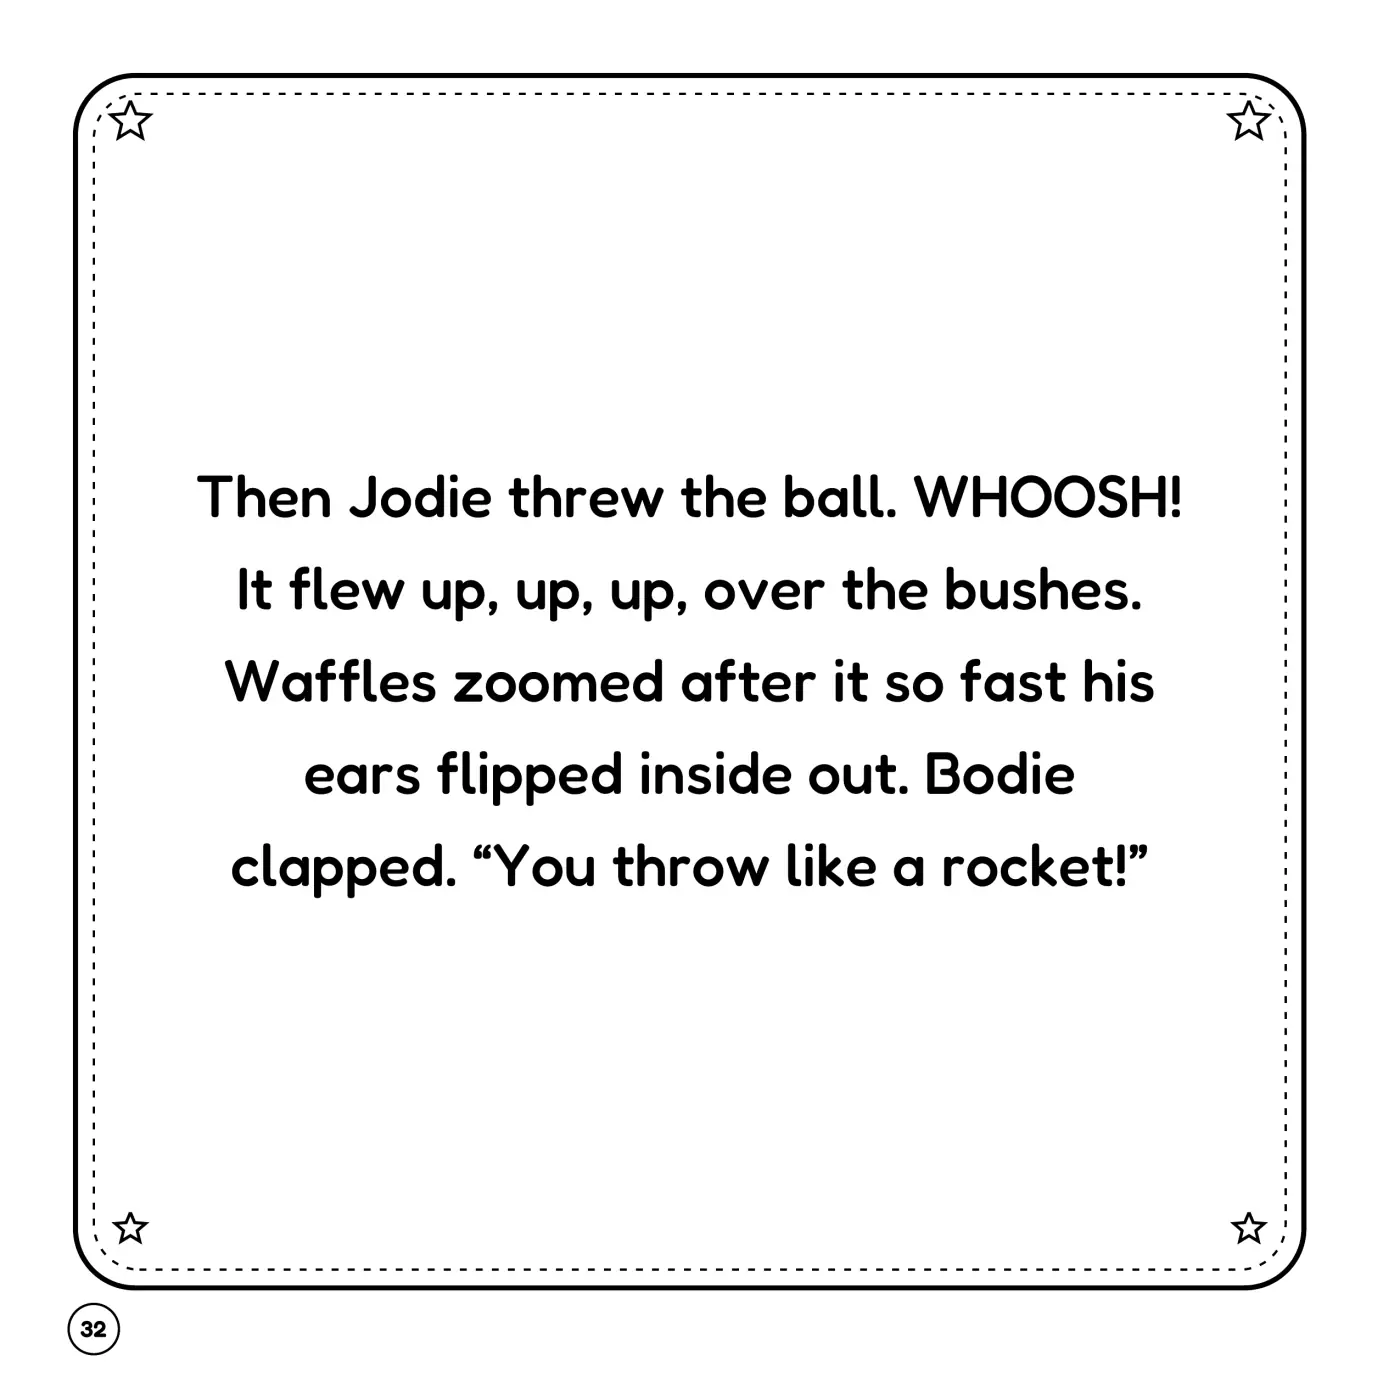 Then Jodie threw the ball. WHOOSH!
It flew up, up, up, over the bushes.
Waffles zoomed after it so fast his
ears flipped inside out. Bodie
clapped. “You throw like a rocket!”
32